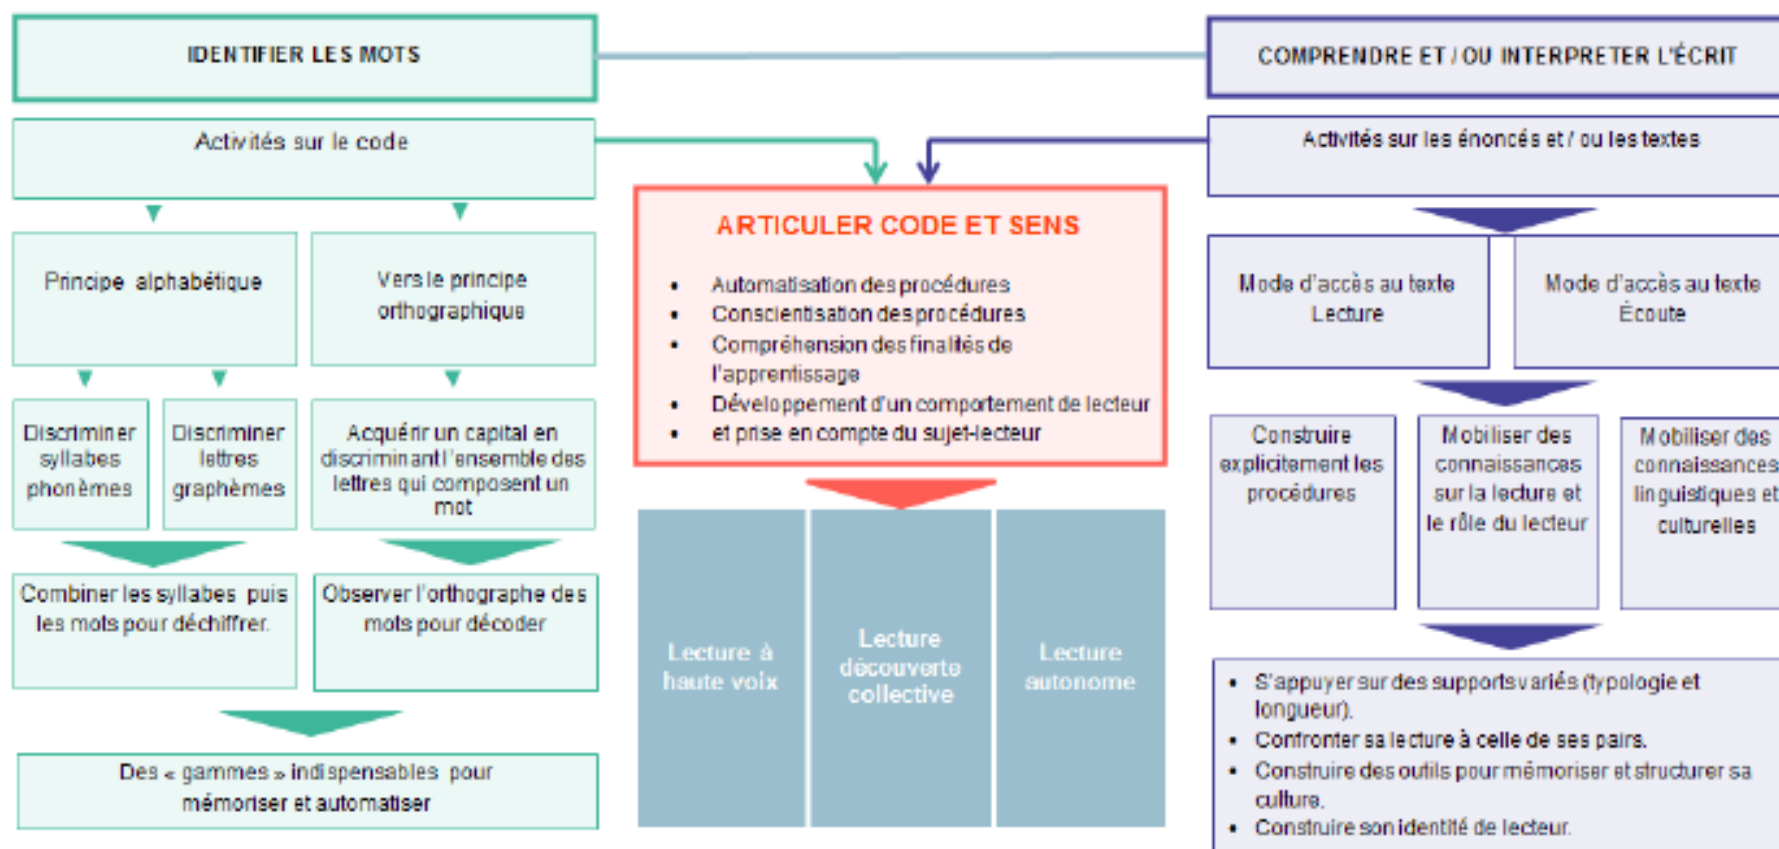 IDENTIFIER LES MOTS
Activités sur le code
Principe alphabétique
Vers le principe
orthographique
Discriminer
syllabes
phonèmes
Discriminer
lettres
graphèmes
Acquérir un capital en
discriminant l'ensemble des
lettres qui composent un
mot
Combiner les syllabes puis
les mots pour déchiffrer.
Observer l'orthographe des
mots pour décoder
Des « gammes » indispensables pour
mémoriser et automatiser
ARTICULER CODE ET SENS
• Automatisation des procédures
• Conscientisation des procédures
• Compréhension des finalités de
l'apprentissage
• Développement d'un comportement de lecteur
• et prise en compte du sujet-lecteur
Lecture à
haute voix
Lecture
découverte
collective
Lecture
autonome
COMPRENDRE ET / OU INTERPRETER L'ÉCRIT
Activités sur les énoncés et / ou les textes
Mode d'accès au texte
Lecture
Mode d'accès au texte
Écoute
Construire
explicitement les
procédures
Mobiliser des
connaissances
sur la lecture et
le rôle du lecteur
Mobiliser des
connaissances
linguistiques et
culturelles
• S'appuyer sur des supports variés (typologie et
longueur).
• Confronter sa lecture à celle de ses pairs.
• Construire des outils pour mémoriser et structurer sa
culture.
• Construire son identité de lecteur.